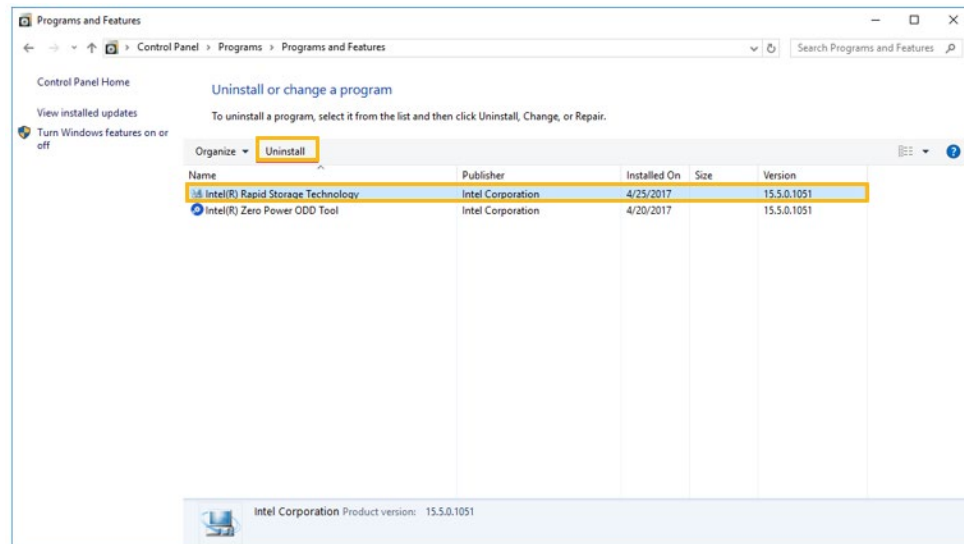 Programs and Features
Control Panel > Programs > Programs and Features
Search Programs and Features
Control Panel Home
View installed updates
Turn Windows features on or
off
Uninstall or change a program
To uninstall a program, select it from the list and then click Uninstall, Change, or Repair.
Organize Uninstall
Name Publisher Installed On Size Version
Intel(R) Rapid Storage Technology Intel Corporation 4/25/2017 15.5.0.1051
Intel(R) Zero Power ODD Tool Intel Corporation 4/20/2017 15.5.0.1051
Intel Corporation Product version: 15.5.0.1051